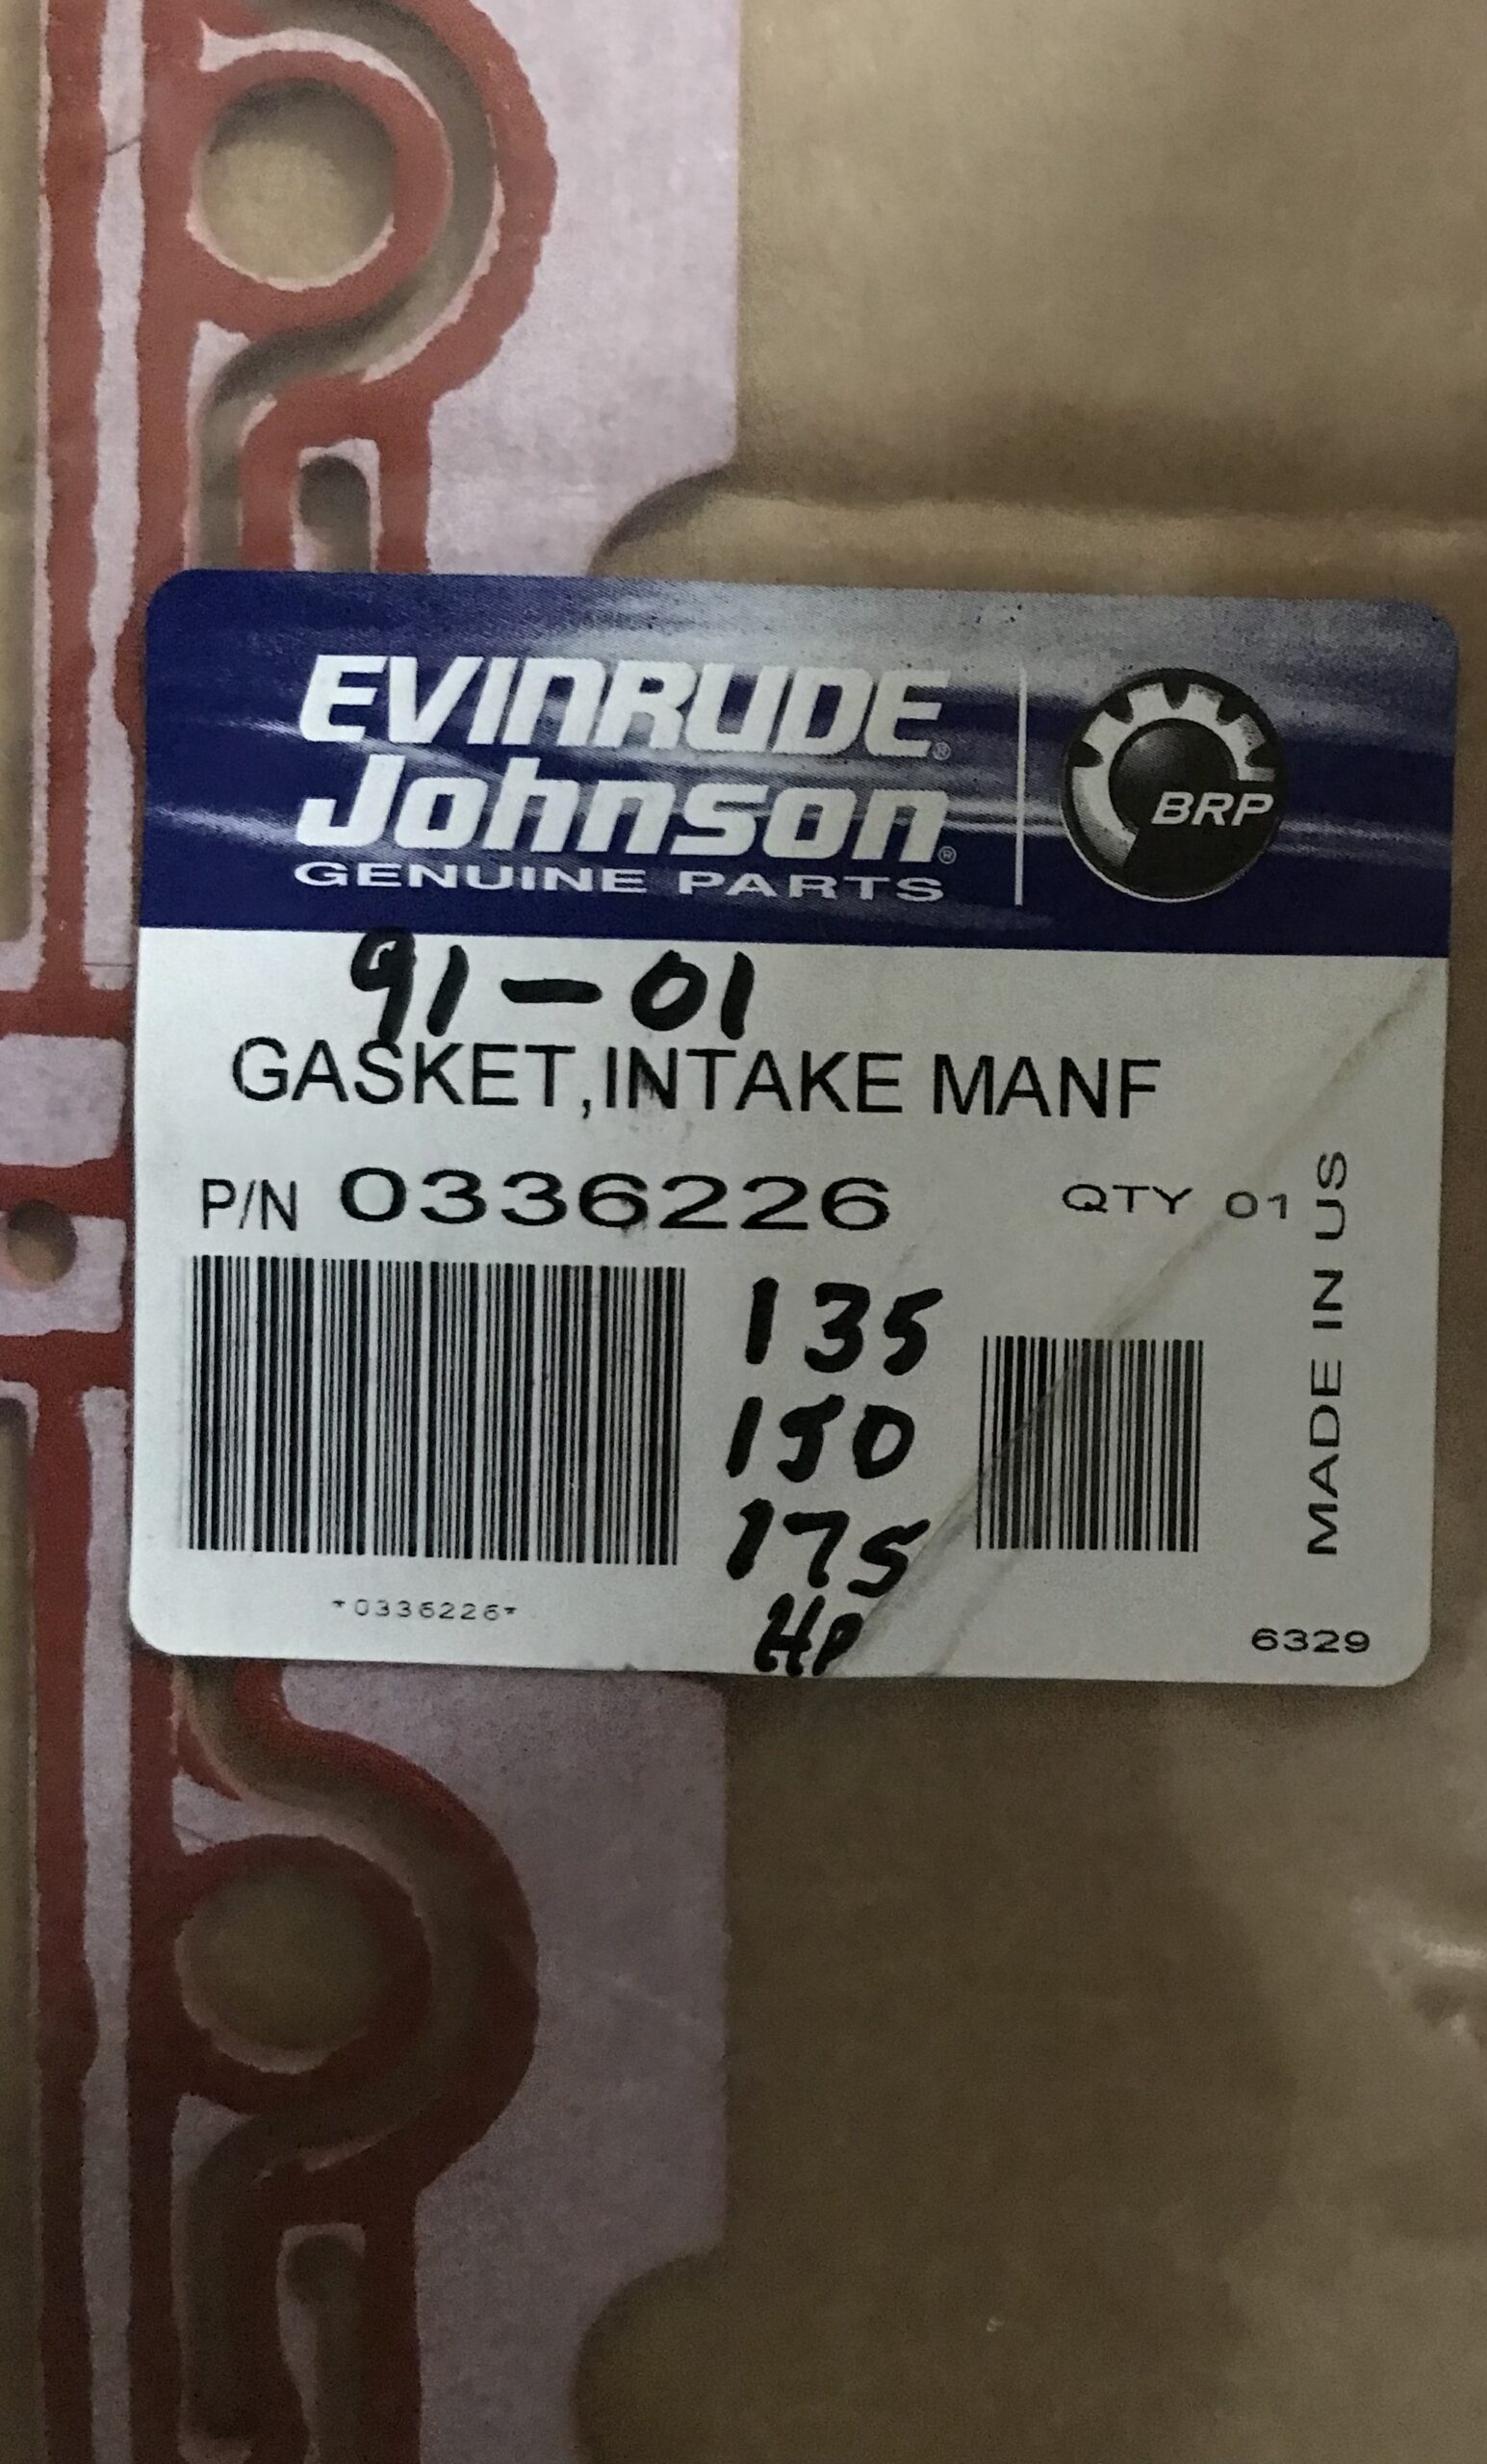 EVINRUDE®
Johnson®
GENUINE PARTS
BRP
91-01
GASKET,INTAKE MANF
P/N 0336226 QTY 01
MADE IN US
135
150
175
HP
*0336226*
6329